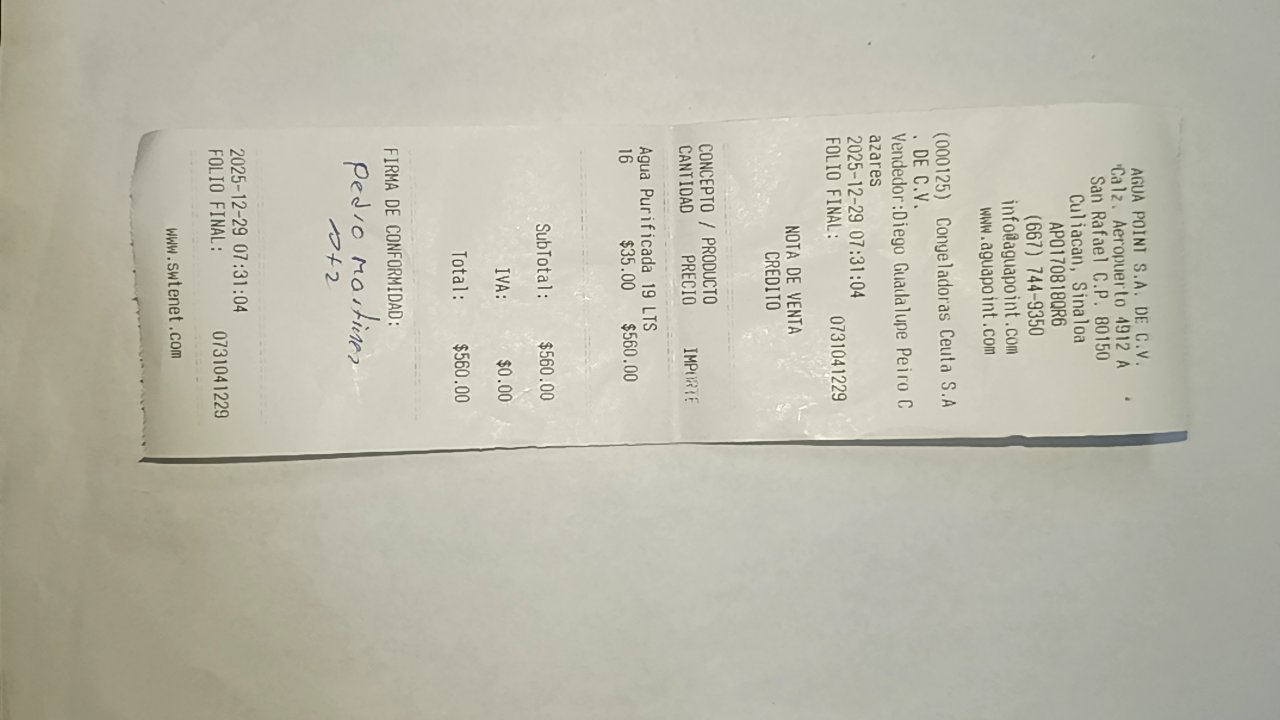 AGUA POINT S.A. DE C.V.
Calz. Aeropuerto 4912 A
San Rafael C.P. 80150
Culiacan, Sinaloa
APO170818QR6
(667) 744-9350
info@aguapoint.com
www.aguapoint.com
(000125) Congeladoras Ceuta S.A
. DE C.V.
Vendedor:Diego Guadalupe Peiro C
azares
2025-12-29 07:31:04
FOLIO FINAL: 0731041229
NOTA DE VENTA
CREDITO
CONCEPTO / PRODUCTO
CANTIDAD PRECIO IMPORTE
Agua Purificada 19 LTS
16 $35.00 $560.00
SubTotal: $560.00
IVA: $0.00
Total: $560.00
FIRMA DE CONFORMIDAD:
Pedro Martinez
2025-12-29 07:31:04
FOLIO FINAL: 0731041229
www.swtenet.com